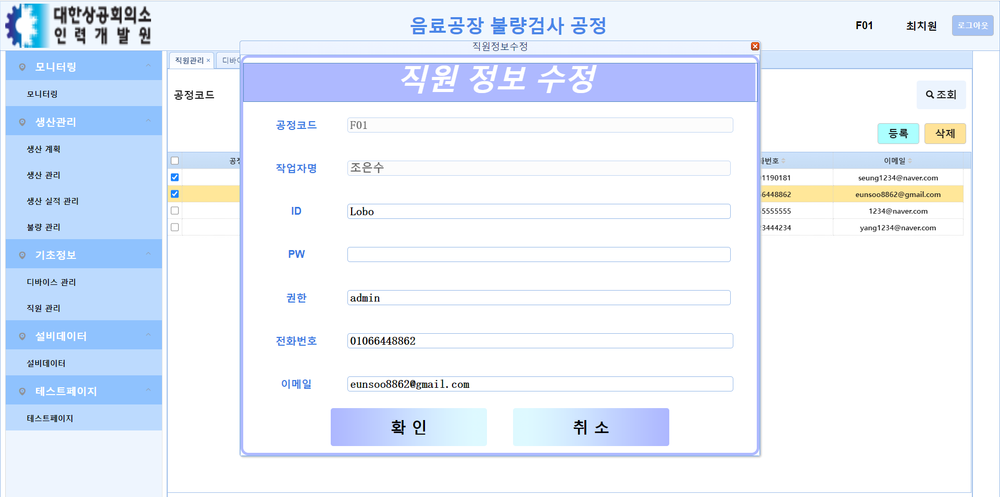 대한상공회의소
인력개발원
음료공장 불량검사 공정
F01
최치원
로그아웃
모니터링
모니터링
생산관리
생산 계획
생산 관리
생산 실적 관리
불량 관리
기초정보
디바이스 관리
직원 관리
설비데이터
설비데이터
테스트페이지
테스트페이지
직원관리 ×
공정코드
조회
등록
삭제
이메일
1190181
seung1234@naver.com
6448862
eunsoo8862@gmail.com
5555555
1234@naver.com
3444234
yang1234@naver.com
직원정보수정
직원 정보 수정
공정코드
F01
작업자명
조은수
ID
Lobo
PW
권한
admin
전화번호
01066448862
이메일
eunsoo8862@gmail.com
확 인
취 소